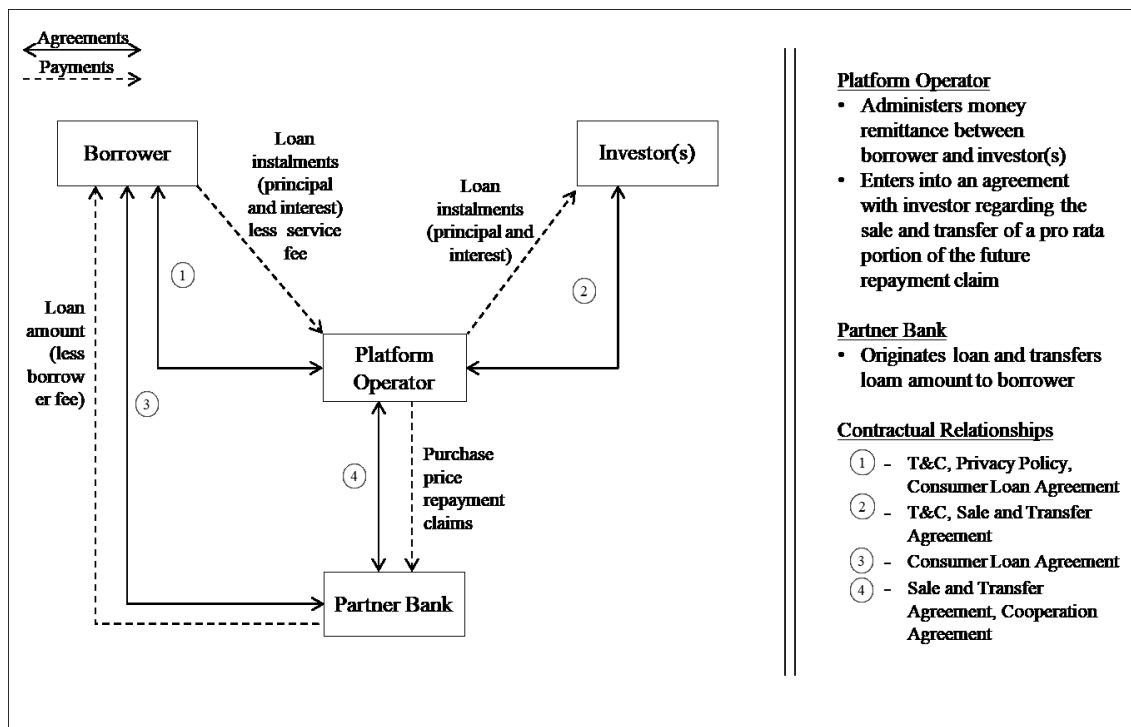 Agreements
Payments
Borrower
Investor(s)
Loan
instalments
(principal
and interest)
less service
fee
Loan
instalments
(principal and
interest)
1
2
Loan
amount
(less
borrow
er fee)
3
Platform
Operator
4
Purchase
price
repayment
claims
Partner Bank
Platform Operator
• Administers money
remittance between
borrower and investor(s)
• Enters into an agreement
with investor regarding the
sale and transfer of a pro rata
portion of the future
repayment claim
Partner Bank
• Originates loan and transfers
loam amount to borrower
Contractual Relationships
1 - T&C, Privacy Policy,
Consumer Loan Agreement
2 - T&C, Sale and Transfer
Agreement
3 - Consumer Loan Agreement
4 - Sale and Transfer
Agreement, Cooperation
Agreement